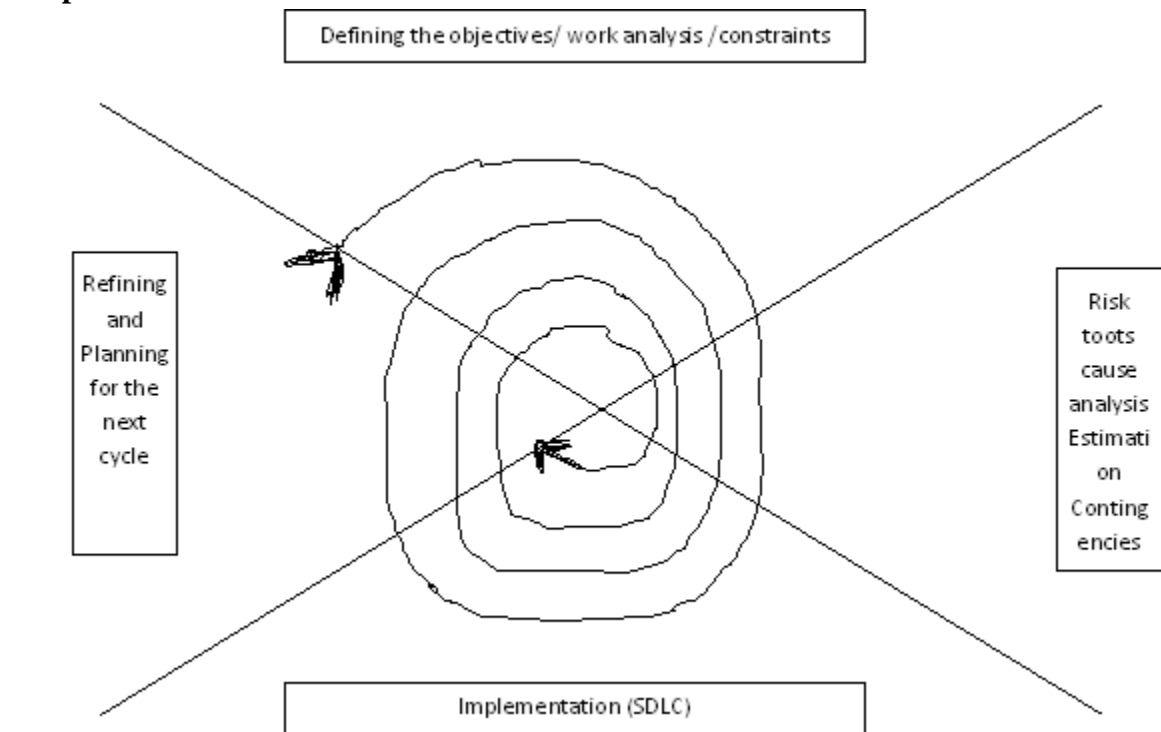 Defining the objectives/ work analysis /constraints
Refining
and
Planning
for the
next
cycle
Risk
toots
cause
analysis
Estimati
on
Conting
encies
Implementation (SDLC)